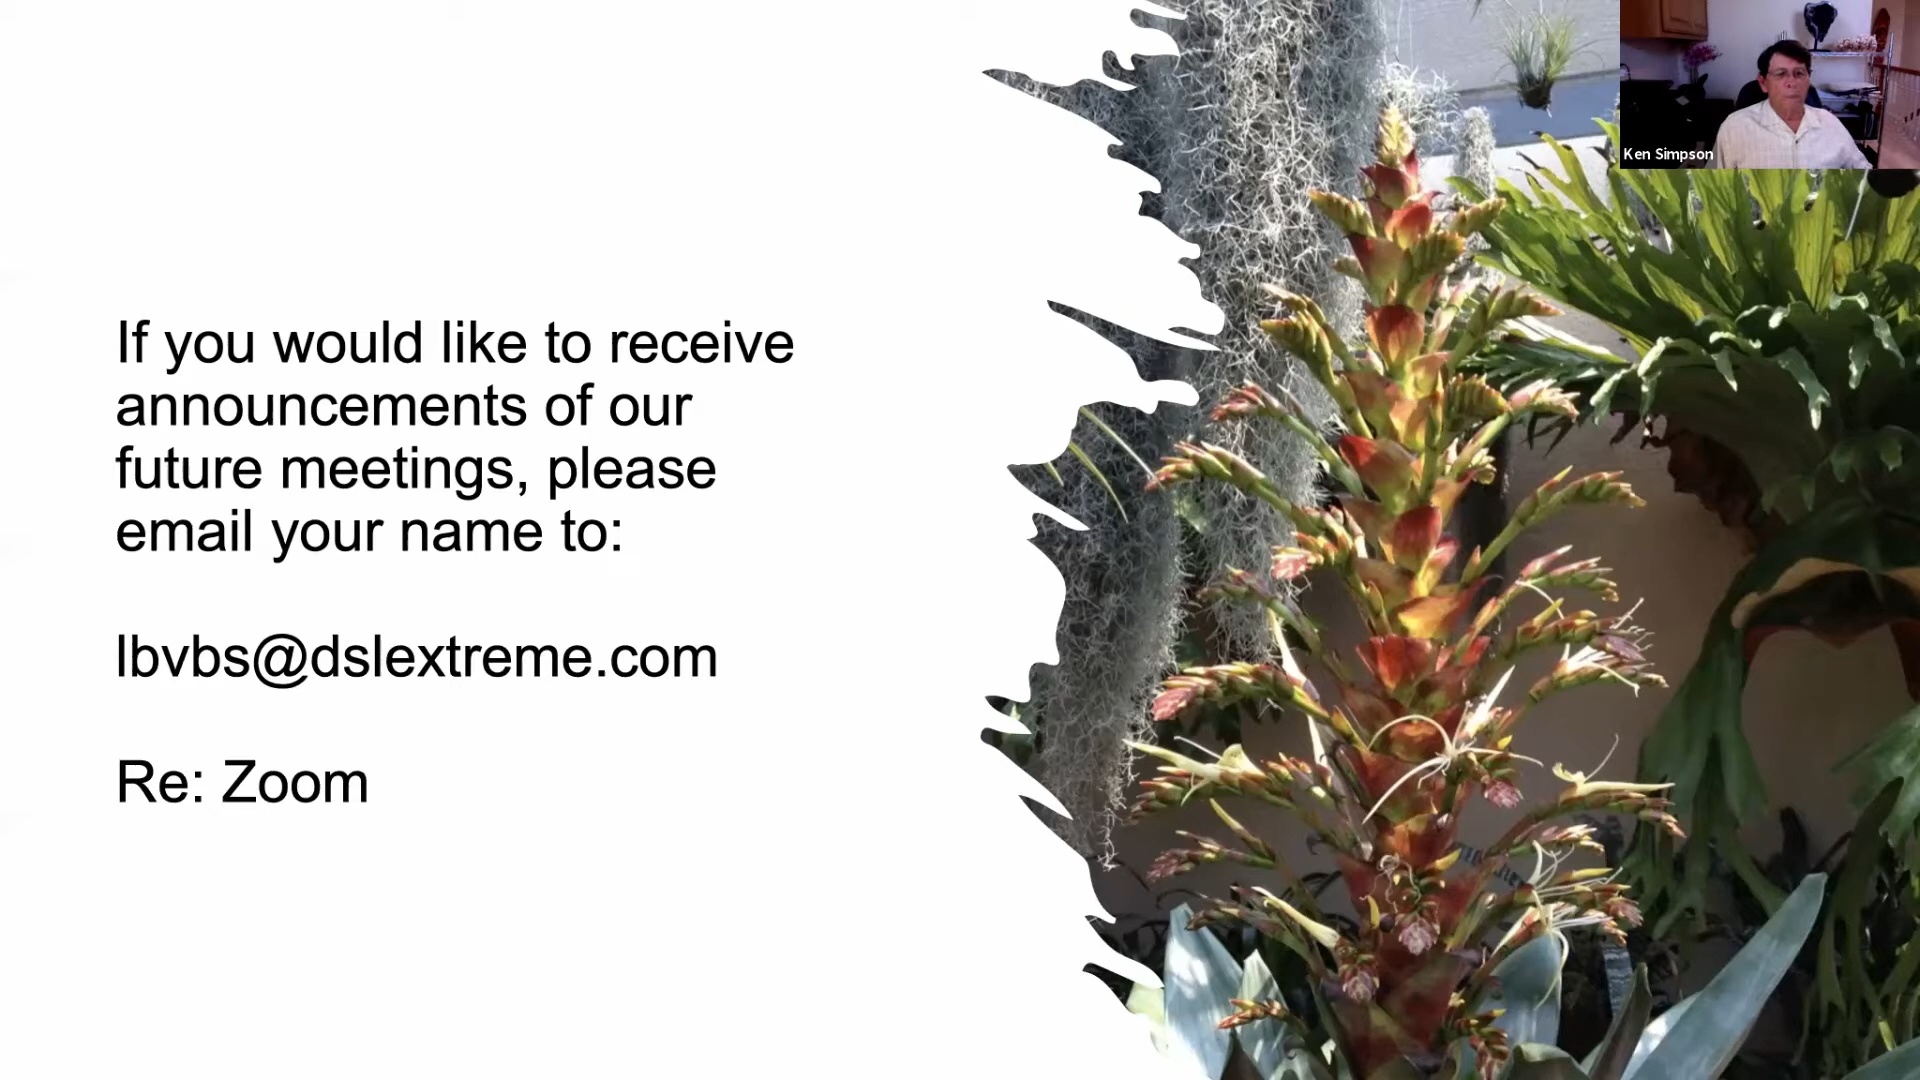 If you would like to receive
announcements of our
future meetings, please
email your name to:
lbvbs@dslextreme.com
Re: Zoom
Ken Simpson